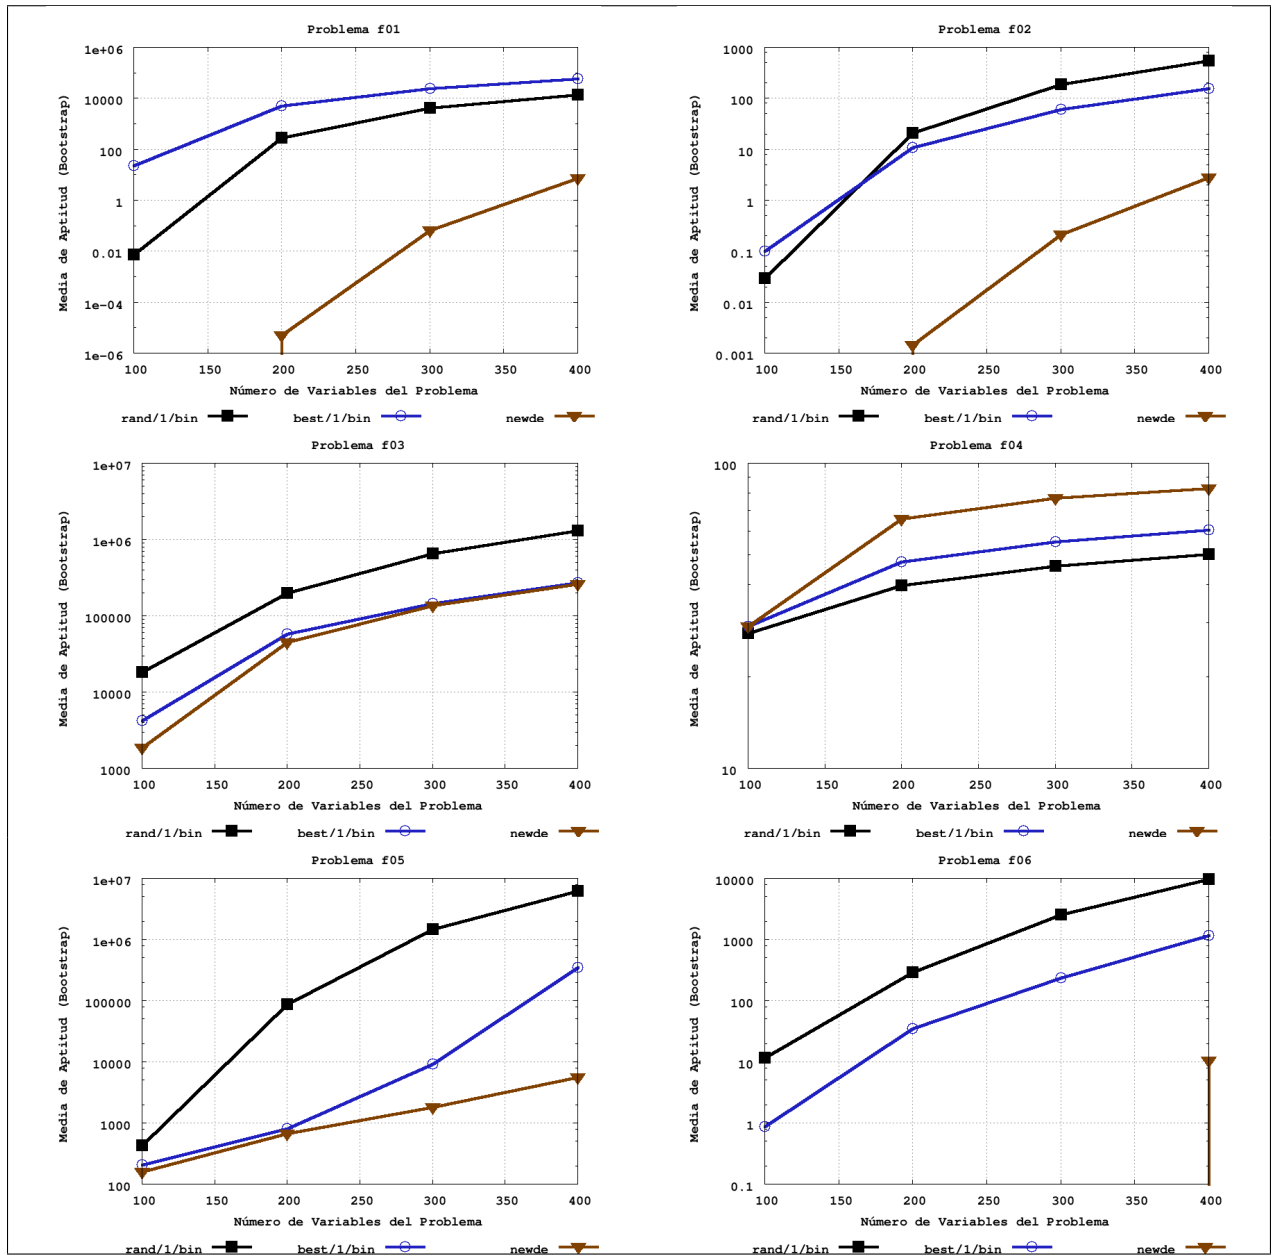 Problema f01
Media de Aptitud (Bootstrap)
1e+06
10000
100
1
0.01
1e-04
1e-06
100 150 200 250 300 350 400
Número de Variables del Problema
rand/1/bin best/1/bin newde
Problema f02
Media de Aptitud (Bootstrap)
1000
100
10
1
0.1
0.01
0.001
100 150 200 250 300 350 400
Número de Variables del Problema
rand/1/bin best/1/bin newde
Problema f03
Media de Aptitud (Bootstrap)
1e+07
1e+06
100000
10000
1000
100 150 200 250 300 350 400
Número de Variables del Problema
rand/1/bin best/1/bin newde
Problema f04
Media de Aptitud (Bootstrap)
100
10
100 150 200 250 300 350 400
Número de Variables del Problema
rand/1/bin best/1/bin newde
Problema f05
Media de Aptitud (Bootstrap)
1e+07
1e+06
100000
10000
1000
100
100 150 200 250 300 350 400
Número de Variables del Problema
rand/1/bin best/1/bin newde
Problema f06
Media de Aptitud (Bootstrap)
10000
1000
100
10
1
0.1
100 150 200 250 300 350 400
Número de Variables del Problema
rand/1/bin best/1/bin newde